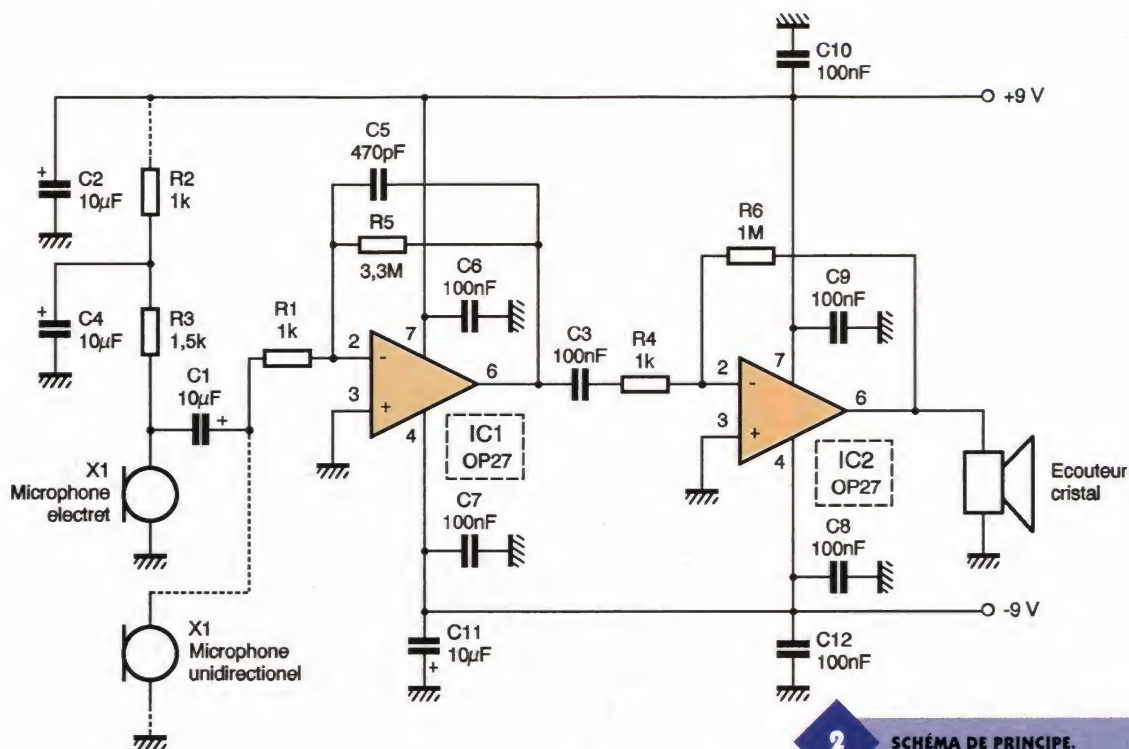 C10
100nF
+9 V
C5
470pF
C2
10µF
R2
1k
R5
3,3M
R6
1M
C6
100nF
C9
100nF
C4
10µF
R3
1,5k
R1
1k
C3
100nF
R4
1k
C1
10µF
+
+
+
2
-
7
3
+
4
6
2
-
7
3
+
4
6
IC1
OP27
IC2
OP27
X1
Microphone
electret
Ecouteur
cristal
C7
100nF
C8
100nF
-9 V
X1
Microphone
unidirectionel
C11
10µF
+
C12
100nF
2
SCHÉMA DE PRINCIPE.